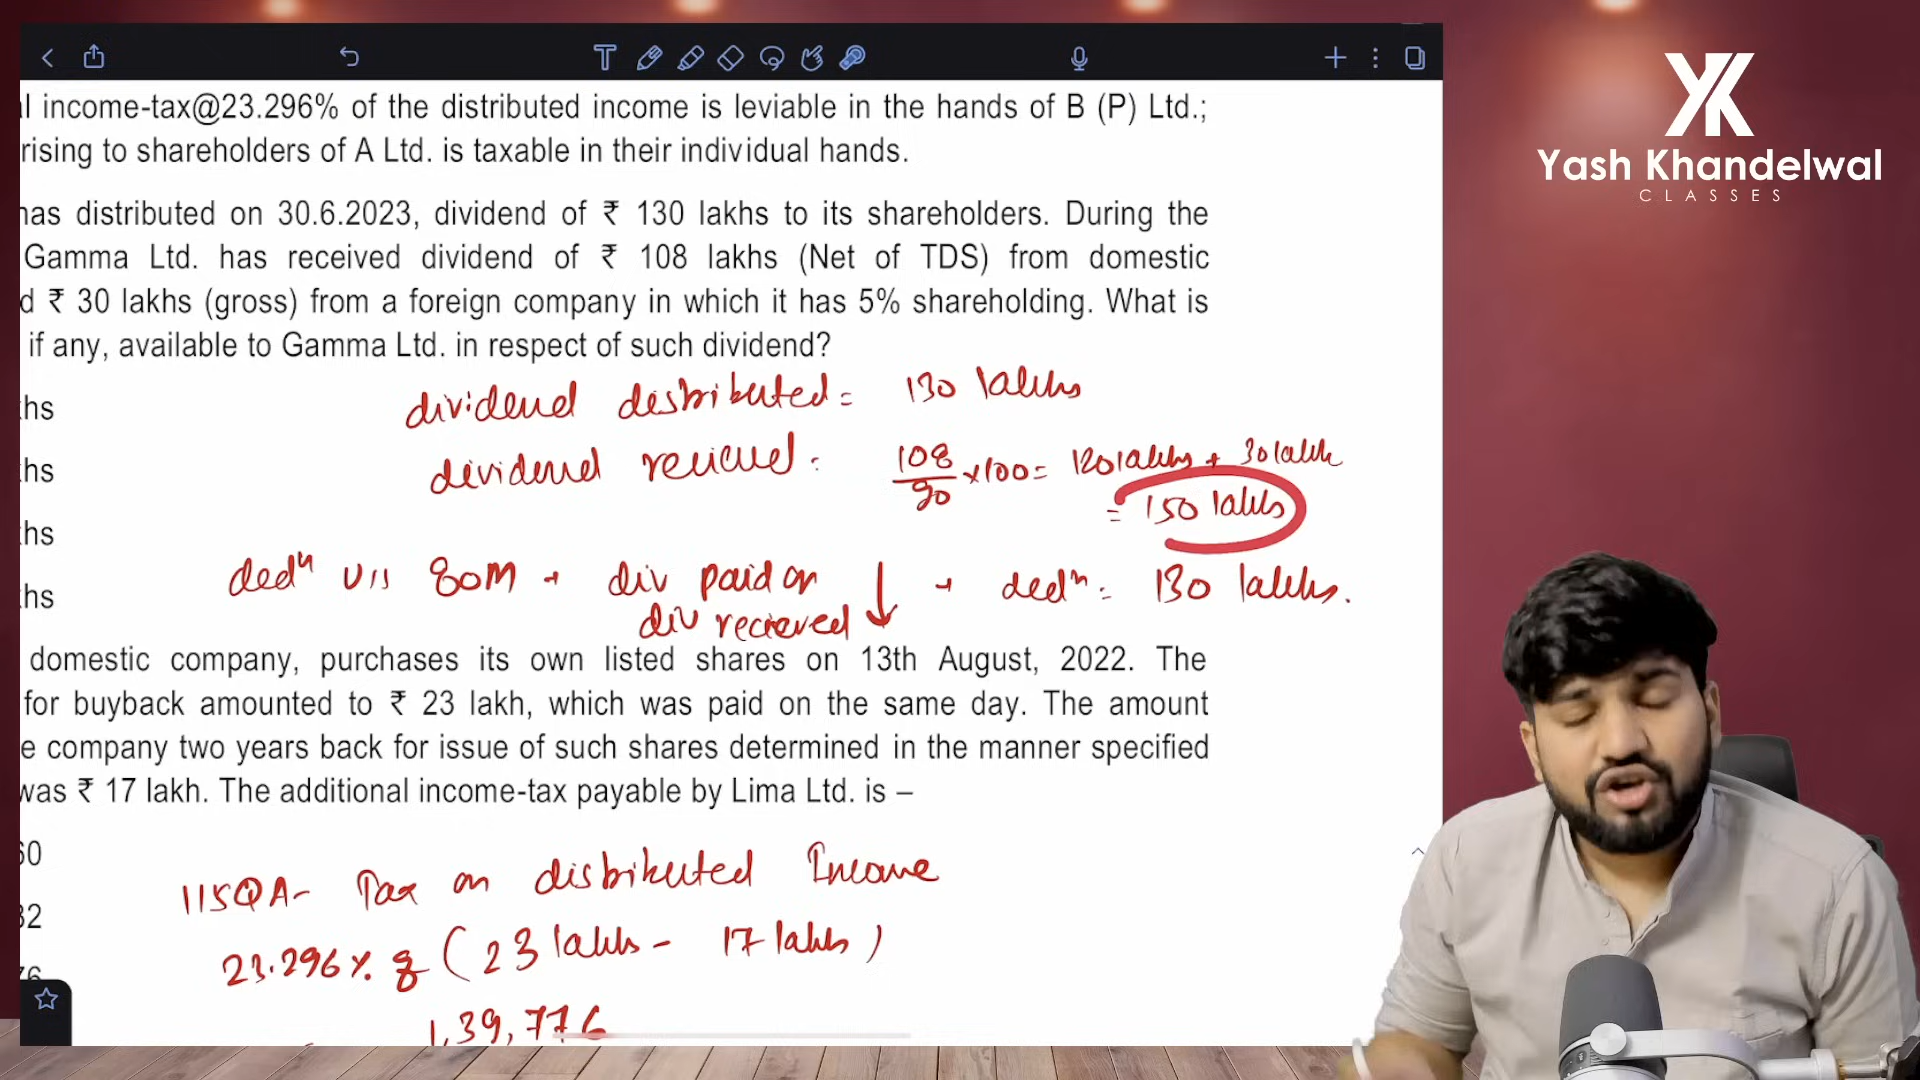 l income-tax@23.296% of the distributed income is leviable in the hands of B (P) Ltd.;
rising to shareholders of A Ltd. is taxable in their individual hands.
has distributed on 30.6.2023, dividend of ₹ 130 lakhs to its shareholders. During the
Gamma Ltd. has received dividend of ₹ 108 lakhs (Net of TDS) from domestic
d ₹ 30 lakhs (gross) from a foreign company in which it has 5% shareholding. What is
if any, available to Gamma Ltd. in respect of such dividend?
dividend distributed = 130 lakhs
hs
dividend recieved : 108/90 ×100 = 120 lakhs + 30 lakh
hs
= 150 lakhs
hs
dedn u/s 80M → div paid or ↓ → dedn = 130 lakhs.
hs
div recieved
domestic company, purchases its own listed shares on 13th August, 2022. The
for buyback amounted to ₹ 23 lakh, which was paid on the same day. The amount
e company two years back for issue of such shares determined in the manner specified
was ₹ 17 lakh. The additional income-tax payable by Lima Ltd. is –
60
115QA- Tax on distributed Income
32
23.296% of (23 lakhs - 17 lakhs)
76
1,39,776
YK
Yash Khandelwal
CLASSES